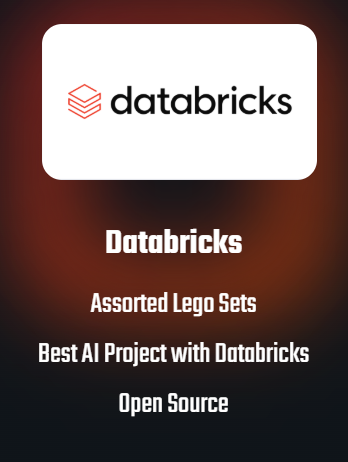 databricks
Databricks
Assorted Lego Sets
Best AI Project with Databricks
Open Source